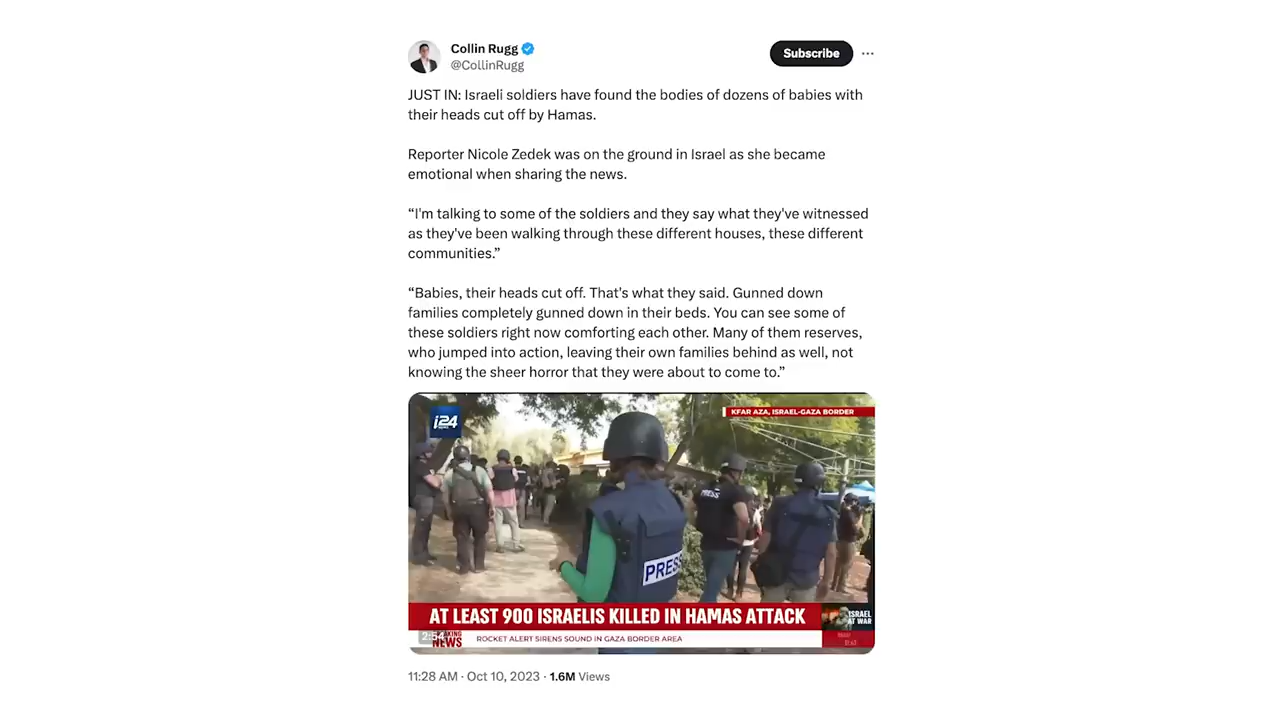 Collin Rugg
Subscribe
@CollinRugg
JUST IN: Israeli soldiers have found the bodies of dozens of babies with
their heads cut off by Hamas.
Reporter Nicole Zedek was on the ground in Israel as she became
emotional when sharing the news.
“I'm talking to some of the soldiers and they say what they've witnessed
as they've been walking through these different houses, these different
communities.”
“Babies, their heads cut off. That's what they said. Gunned down
families completely gunned down in their beds. You can see some of
these soldiers right now comforting each other. Many of them reserves,
who jumped into action, leaving their own families behind as well, not
knowing the sheer horror that they were about to come to.”
i24
NEWS
KFAR AZA, ISRAEL-GAZA BORDER
PRESS
PRESS
AT LEAST 900 ISRAELIS KILLED IN HAMAS ATTACK
ISRAEL
AT WAR
2:54
NEWS
ROCKET ALERT SIRENS SOUND IN GAZA BORDER AREA
11:28 AM · Oct 10, 2023 · 1.6M Views